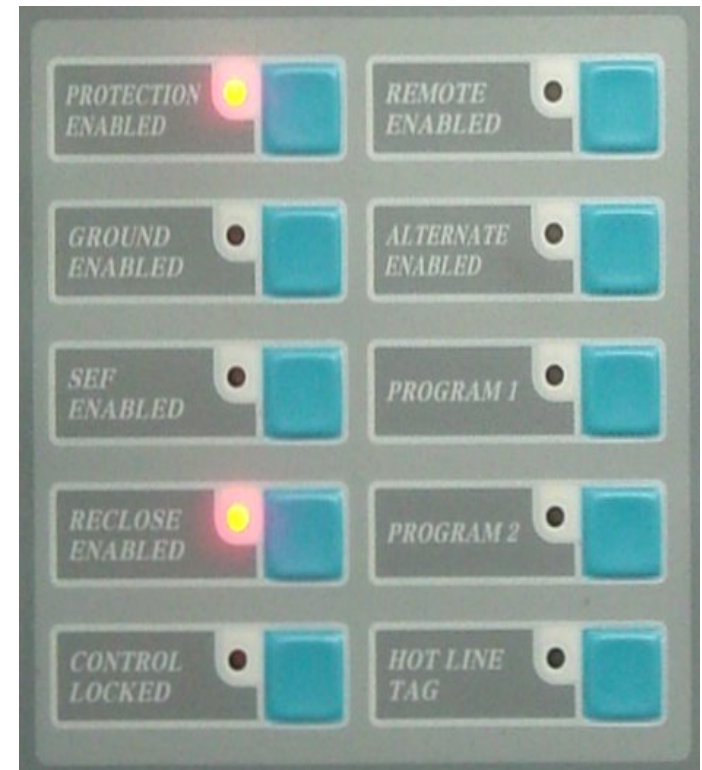 PROTECTION
ENABLED
REMOTE
ENABLED
GROUND
ENABLED
ALTERNATE
ENABLED
SEF
ENABLED
PROGRAM 1
RECLOSE
ENABLED
PROGRAM 2
CONTROL
LOCKED
HOT LINE
TAG